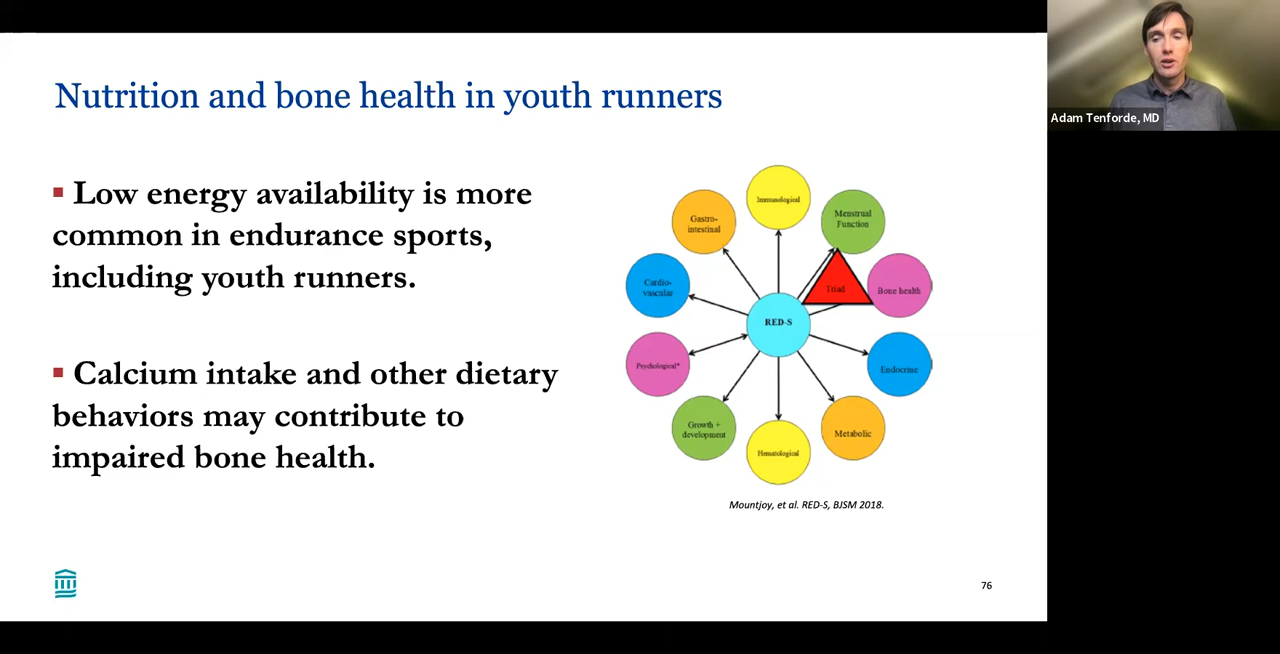 Nutrition and bone health in youth runners
▪ Low energy availability is more
common in endurance sports,
including youth runners.
▪ Calcium intake and other dietary
behaviors may contribute to
impaired bone health.
Immunological
Gastro-
intestinal
Menstrual
Function
Cardio-
vascular
Triad
Bone health
RED-S
Psychological*
Endocrine
Growth +
development
Metabolic
Hematological
Mountjoy, et al. RED-S, BJSM 2018.
76
Adam Tenforde, MD